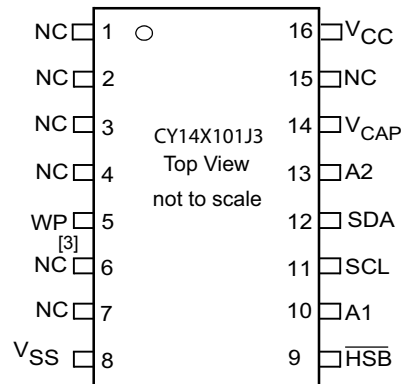 NC 1 16 VCC
NC 2 15 NC
NC 3 14 VCAP
CY14X101J3
NC 4 Top View 13 A2
not to scale
WP 5 12 SDA
[3]
NC 6 11 SCL
NC 7 10 A1
VSS 8 9 HSB